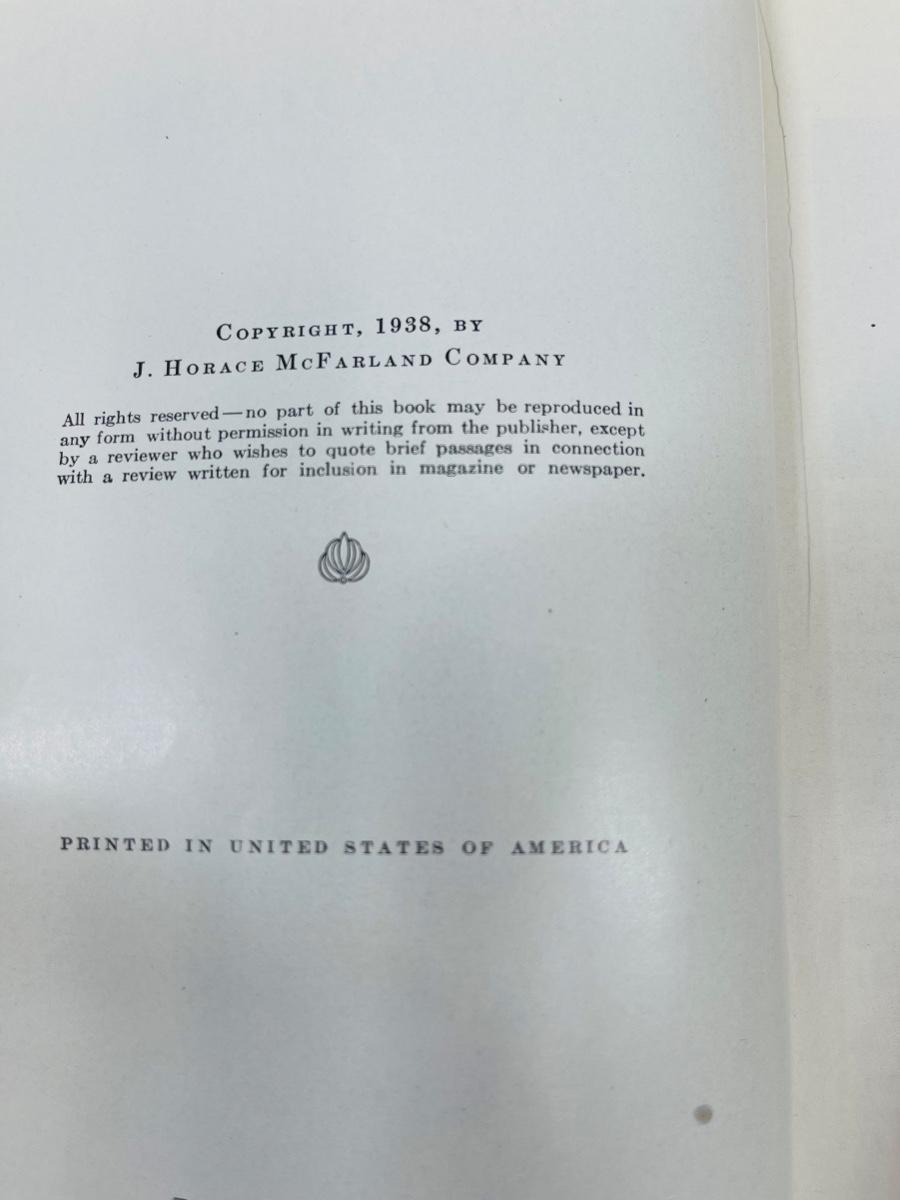 COPYRIGHT, 1938, BY
J. HORACE MCFARLAND COMPANY
All rights reserved—no part of this book may be reproduced in
any form without permission in writing from the publisher, except
by a reviewer who wishes to quote brief passages in connection
with a review written for inclusion in magazine or newspaper.
PRINTED IN UNITED STATES OF AMERICA